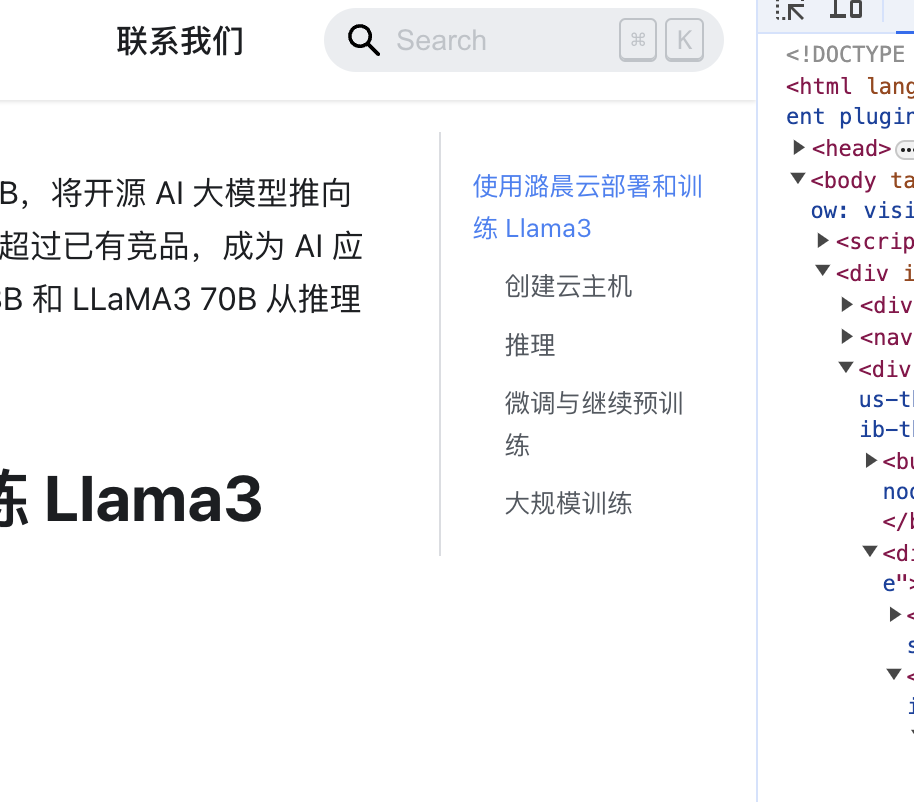 联系我们
Search
⌘ K
B，将开源 AI 大模型推向
超过已有竞品，成为 AI 应
B 和 LLaMA3 70B 从推理
练 Llama3
使用潞晨云部署和训
练 Llama3
创建云主机
推理
微调与继续预训
练
大规模训练
<!DOCTYPE
<html lang
ent plugin
<head>
<body ta
ow: visi
<scrip
<div i
<div
<nav
<div
us-th
ib-th
<bu
nod
</b
<di
e">
<
s
<
i